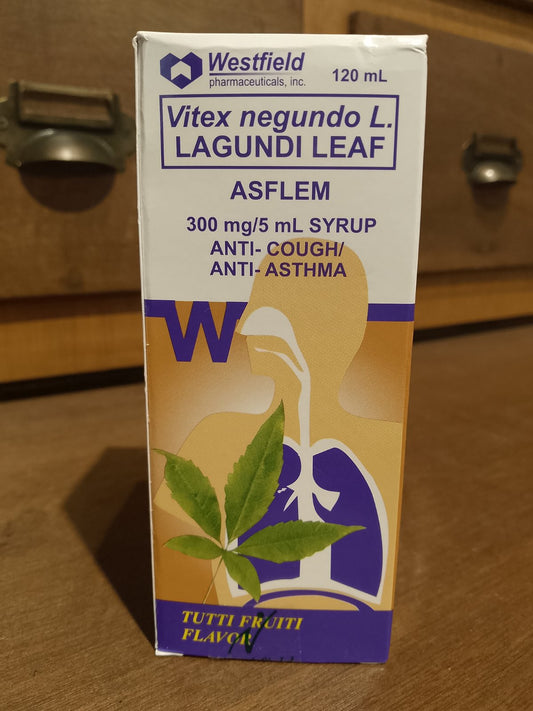 Westfield
pharmaceuticals, inc.
120 mL
Vitex negundo L.
LAGUNDI LEAF
ASFLEM
300 mg/5 mL SYRUP
ANTI- COUGH/
ANTI- ASTHMA
W
TUTTI FRUITI
FLAVOR